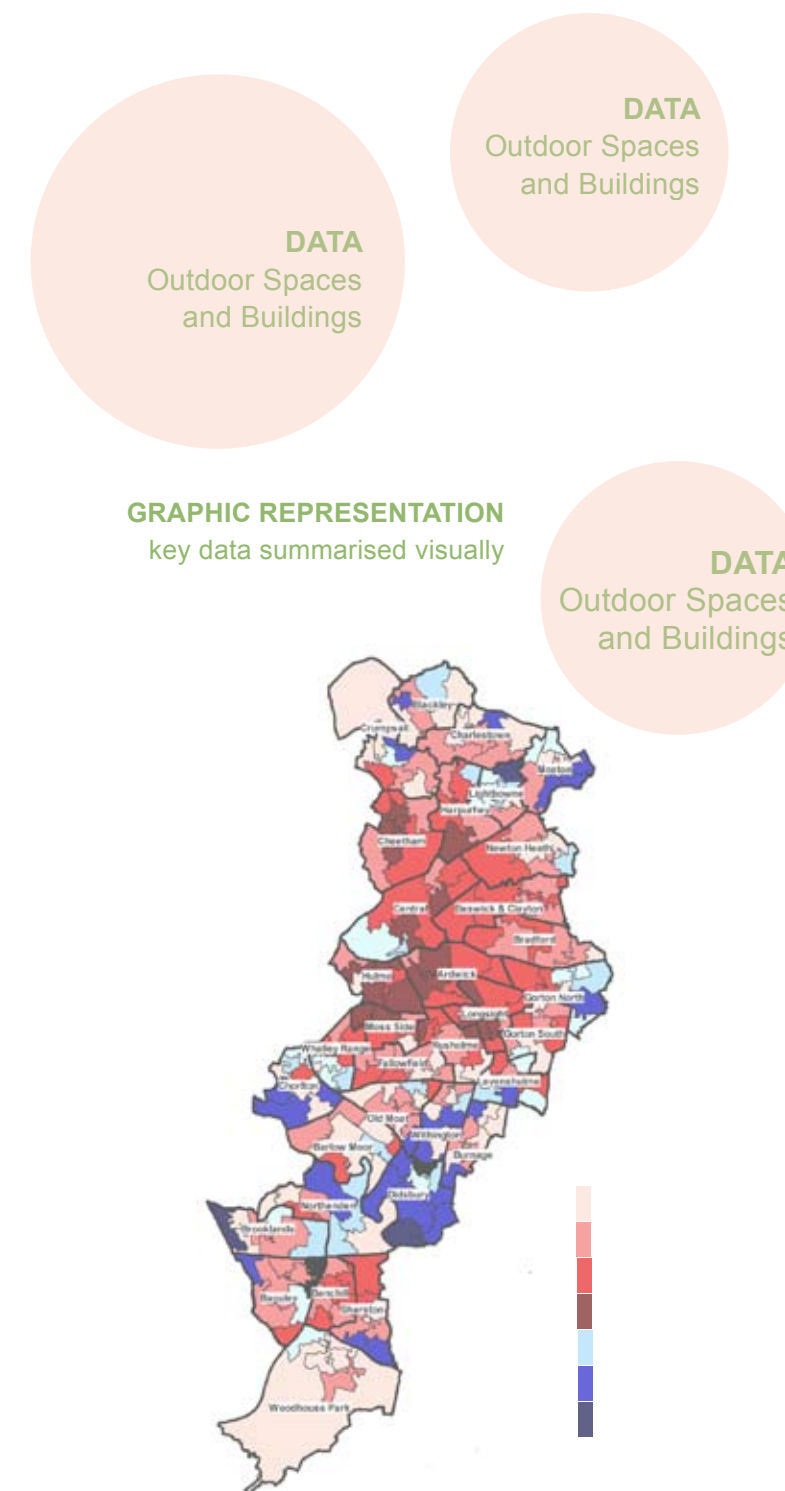 DATA
Outdoor Spaces
and Buildings
DATA
Outdoor Spaces
and Buildings
GRAPHIC REPRESENTATION
key data summarised visually
DATA
Outdoor Spaces
and Buildings
Blackley
Crumpsall
Charlestown
Moston
Lightbowne
Harpurhey
Cheetham
Newton Heath
Central
Beswick & Clayton
Bradford
Hulme
Ardwick
Gorton North
Longsight
Moss Side
Gorton South
Whalley Range
Rusholme
Fallowfield
Levenshulme
Chorlton
Old Moat
Withington
Barlow Moor
Burnage
Didsbury
Northenden
Brooklands
Baguley
Benchill
Sharston
Woodhouse Park